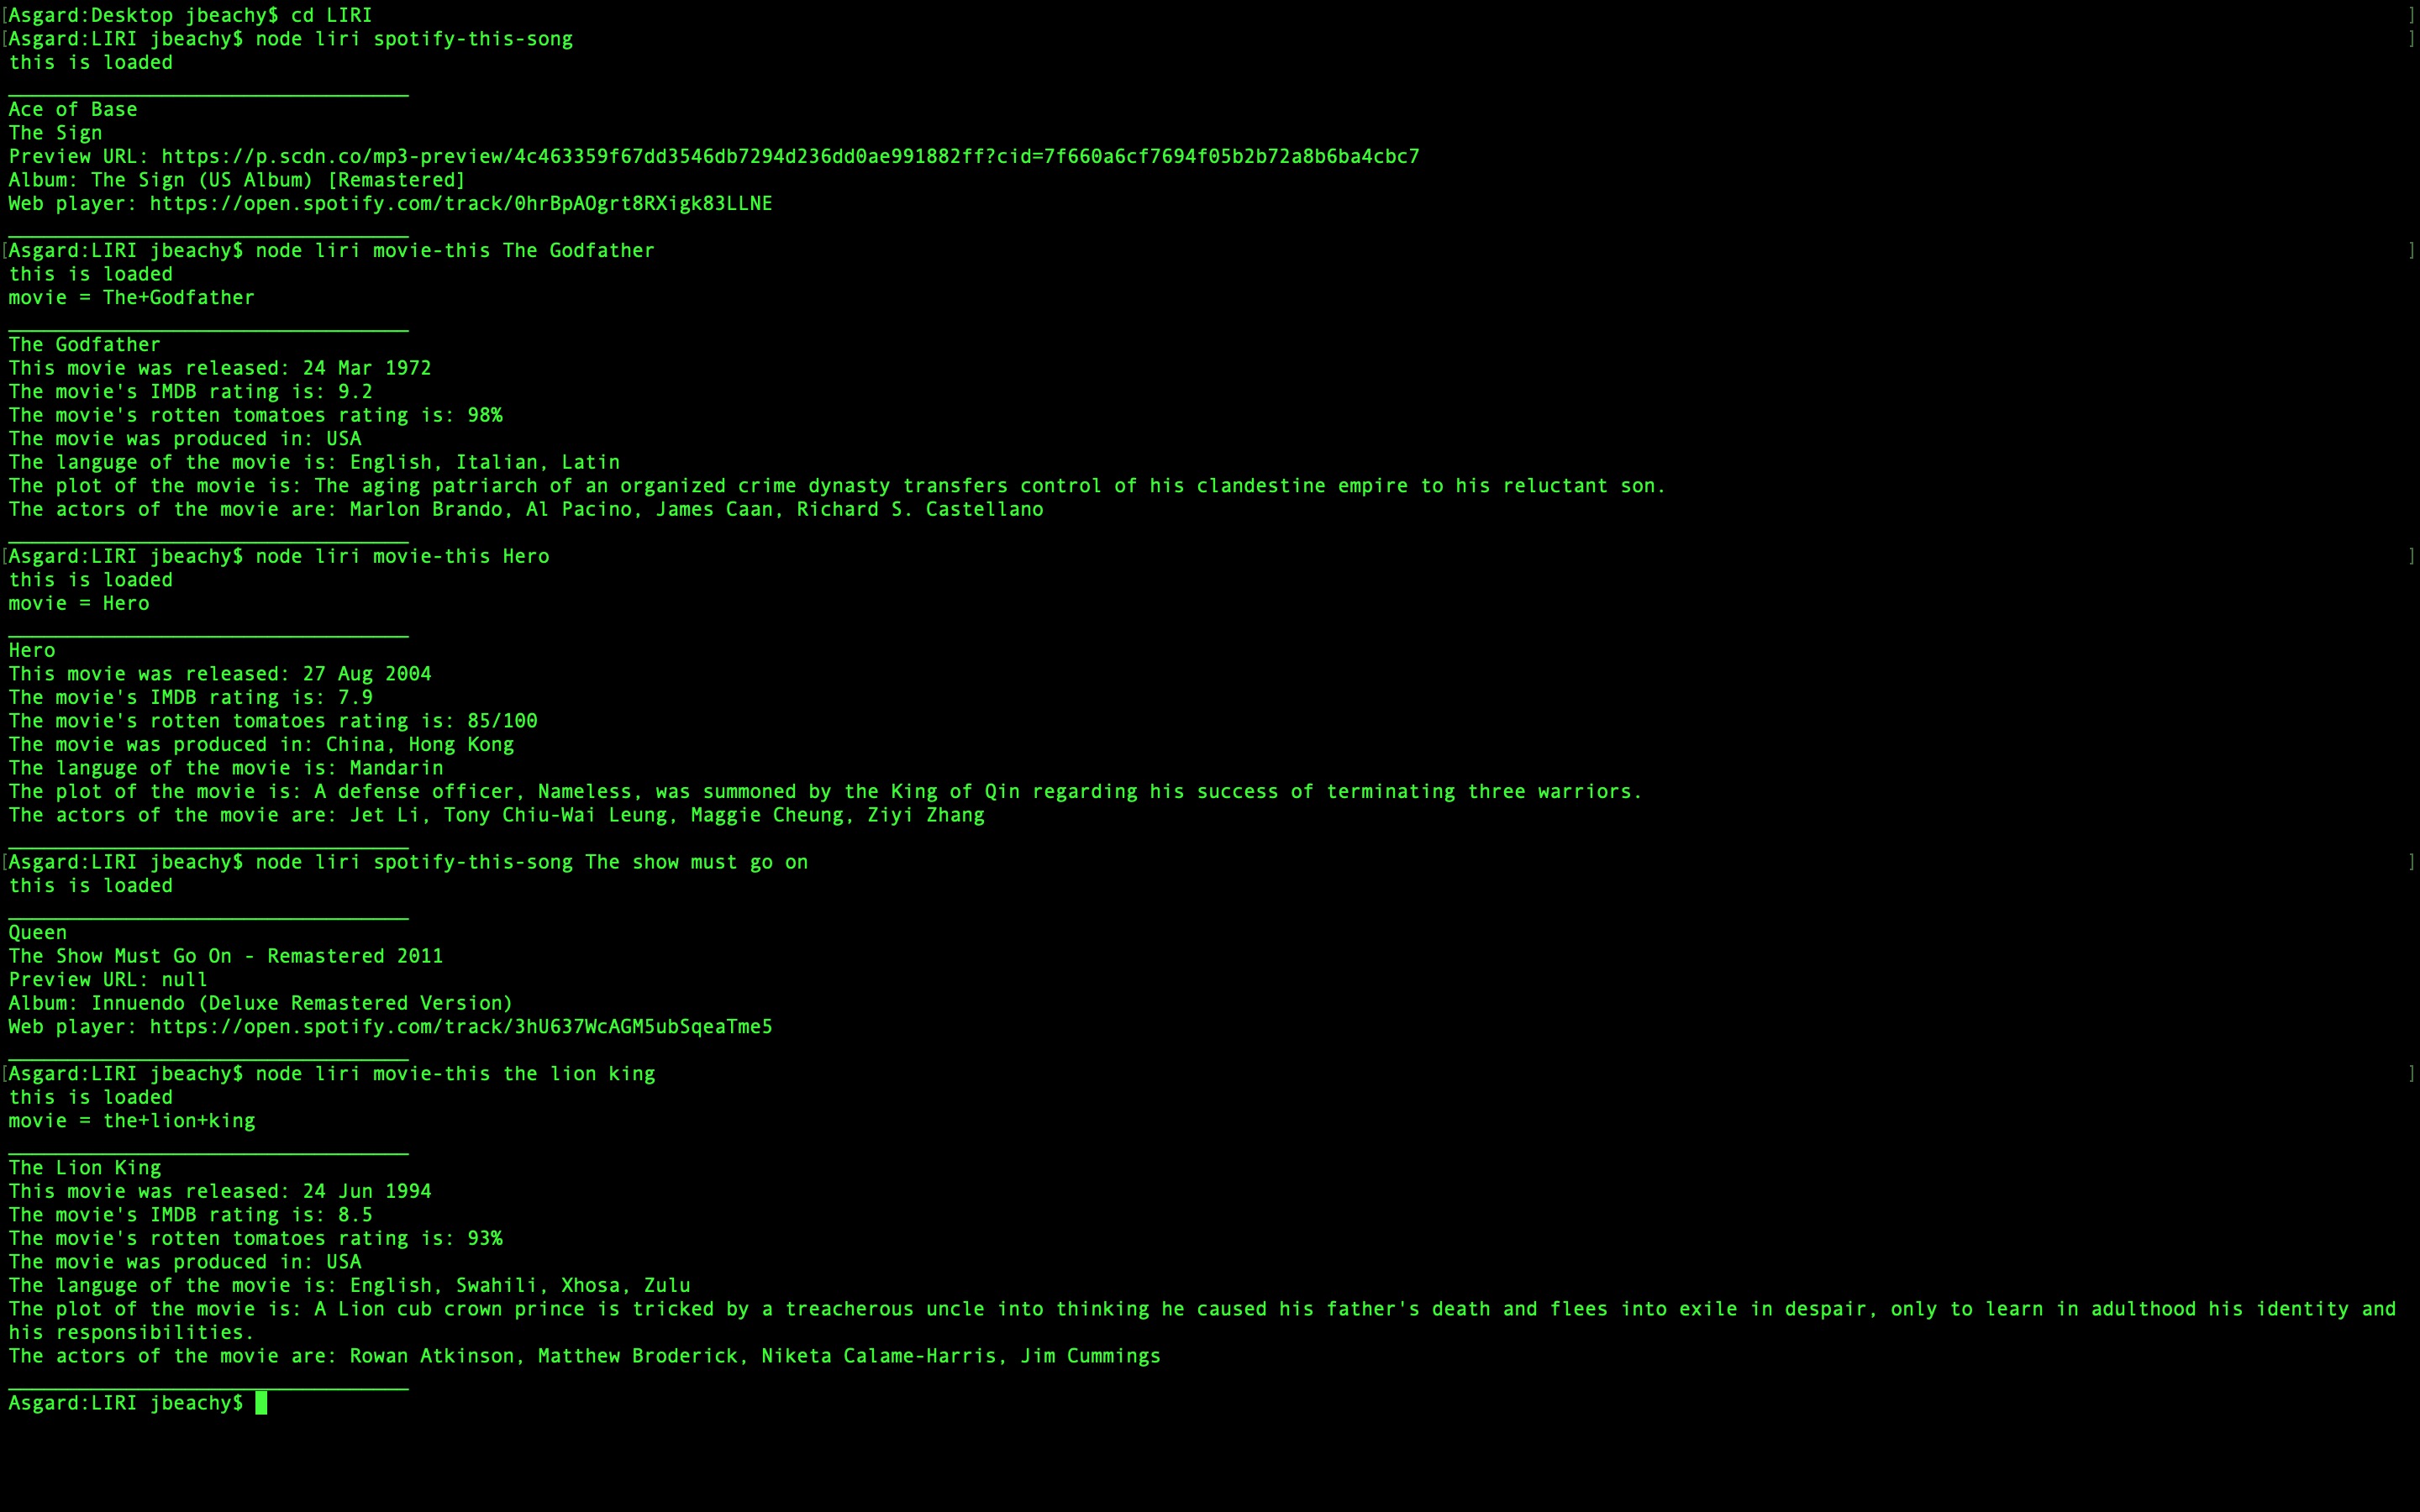 [Asgard:Desktop jbeachy$ cd LIRI ]
[Asgard:LIRI jbeachy$ node liri spotify-this-song ]
this is loaded
__________________________________
Ace of Base
The Sign
Preview URL: https://p.scdn.co/mp3-preview/4c463359f67dd3546db7294d236dd0ae991882ff?cid=7f660a6cf7694f05b2b72a8b6ba4cbc7
Album: The Sign (US Album) [Remastered]
Web player: https://open.spotify.com/track/0hrBpAOgrt8RXigk83LLNE
__________________________________
[Asgard:LIRI jbeachy$ node liri movie-this The Godfather ]
this is loaded
movie = The+Godfather
__________________________________
The Godfather
This movie was released: 24 Mar 1972
The movie's IMDB rating is: 9.2
The movie's rotten tomatoes rating is: 98%
The movie was produced in: USA
The languge of the movie is: English, Italian, Latin
The plot of the movie is: The aging patriarch of an organized crime dynasty transfers control of his clandestine empire to his reluctant son.
The actors of the movie are: Marlon Brando, Al Pacino, James Caan, Richard S. Castellano
__________________________________
[Asgard:LIRI jbeachy$ node liri movie-this Hero ]
this is loaded
movie = Hero
__________________________________
Hero
This movie was released: 27 Aug 2004
The movie's IMDB rating is: 7.9
The movie's rotten tomatoes rating is: 85/100
The movie was produced in: China, Hong Kong
The languge of the movie is: Mandarin
The plot of the movie is: A defense officer, Nameless, was summoned by the King of Qin regarding his success of terminating three warriors.
The actors of the movie are: Jet Li, Tony Chiu-Wai Leung, Maggie Cheung, Ziyi Zhang
__________________________________
[Asgard:LIRI jbeachy$ node liri spotify-this-song The show must go on ]
this is loaded
__________________________________
Queen
The Show Must Go On - Remastered 2011
Preview URL: null
Album: Innuendo (Deluxe Remastered Version)
Web player: https://open.spotify.com/track/3hU637WcAGM5ubSqeaTme5
__________________________________
[Asgard:LIRI jbeachy$ node liri movie-this the lion king ]
this is loaded
movie = the+lion+king
__________________________________
The Lion King
This movie was released: 24 Jun 1994
The movie's IMDB rating is: 8.5
The movie's rotten tomatoes rating is: 93%
The movie was produced in: USA
The languge of the movie is: English, Swahili, Xhosa, Zulu
The plot of the movie is: A Lion cub crown prince is tricked by a treacherous uncle into thinking he caused his father's death and flees into exile in despair, only to learn in adulthood his identity and
his responsibilities.
The actors of the movie are: Rowan Atkinson, Matthew Broderick, Niketa Calame-Harris, Jim Cummings
__________________________________
Asgard:LIRI jbeachy$